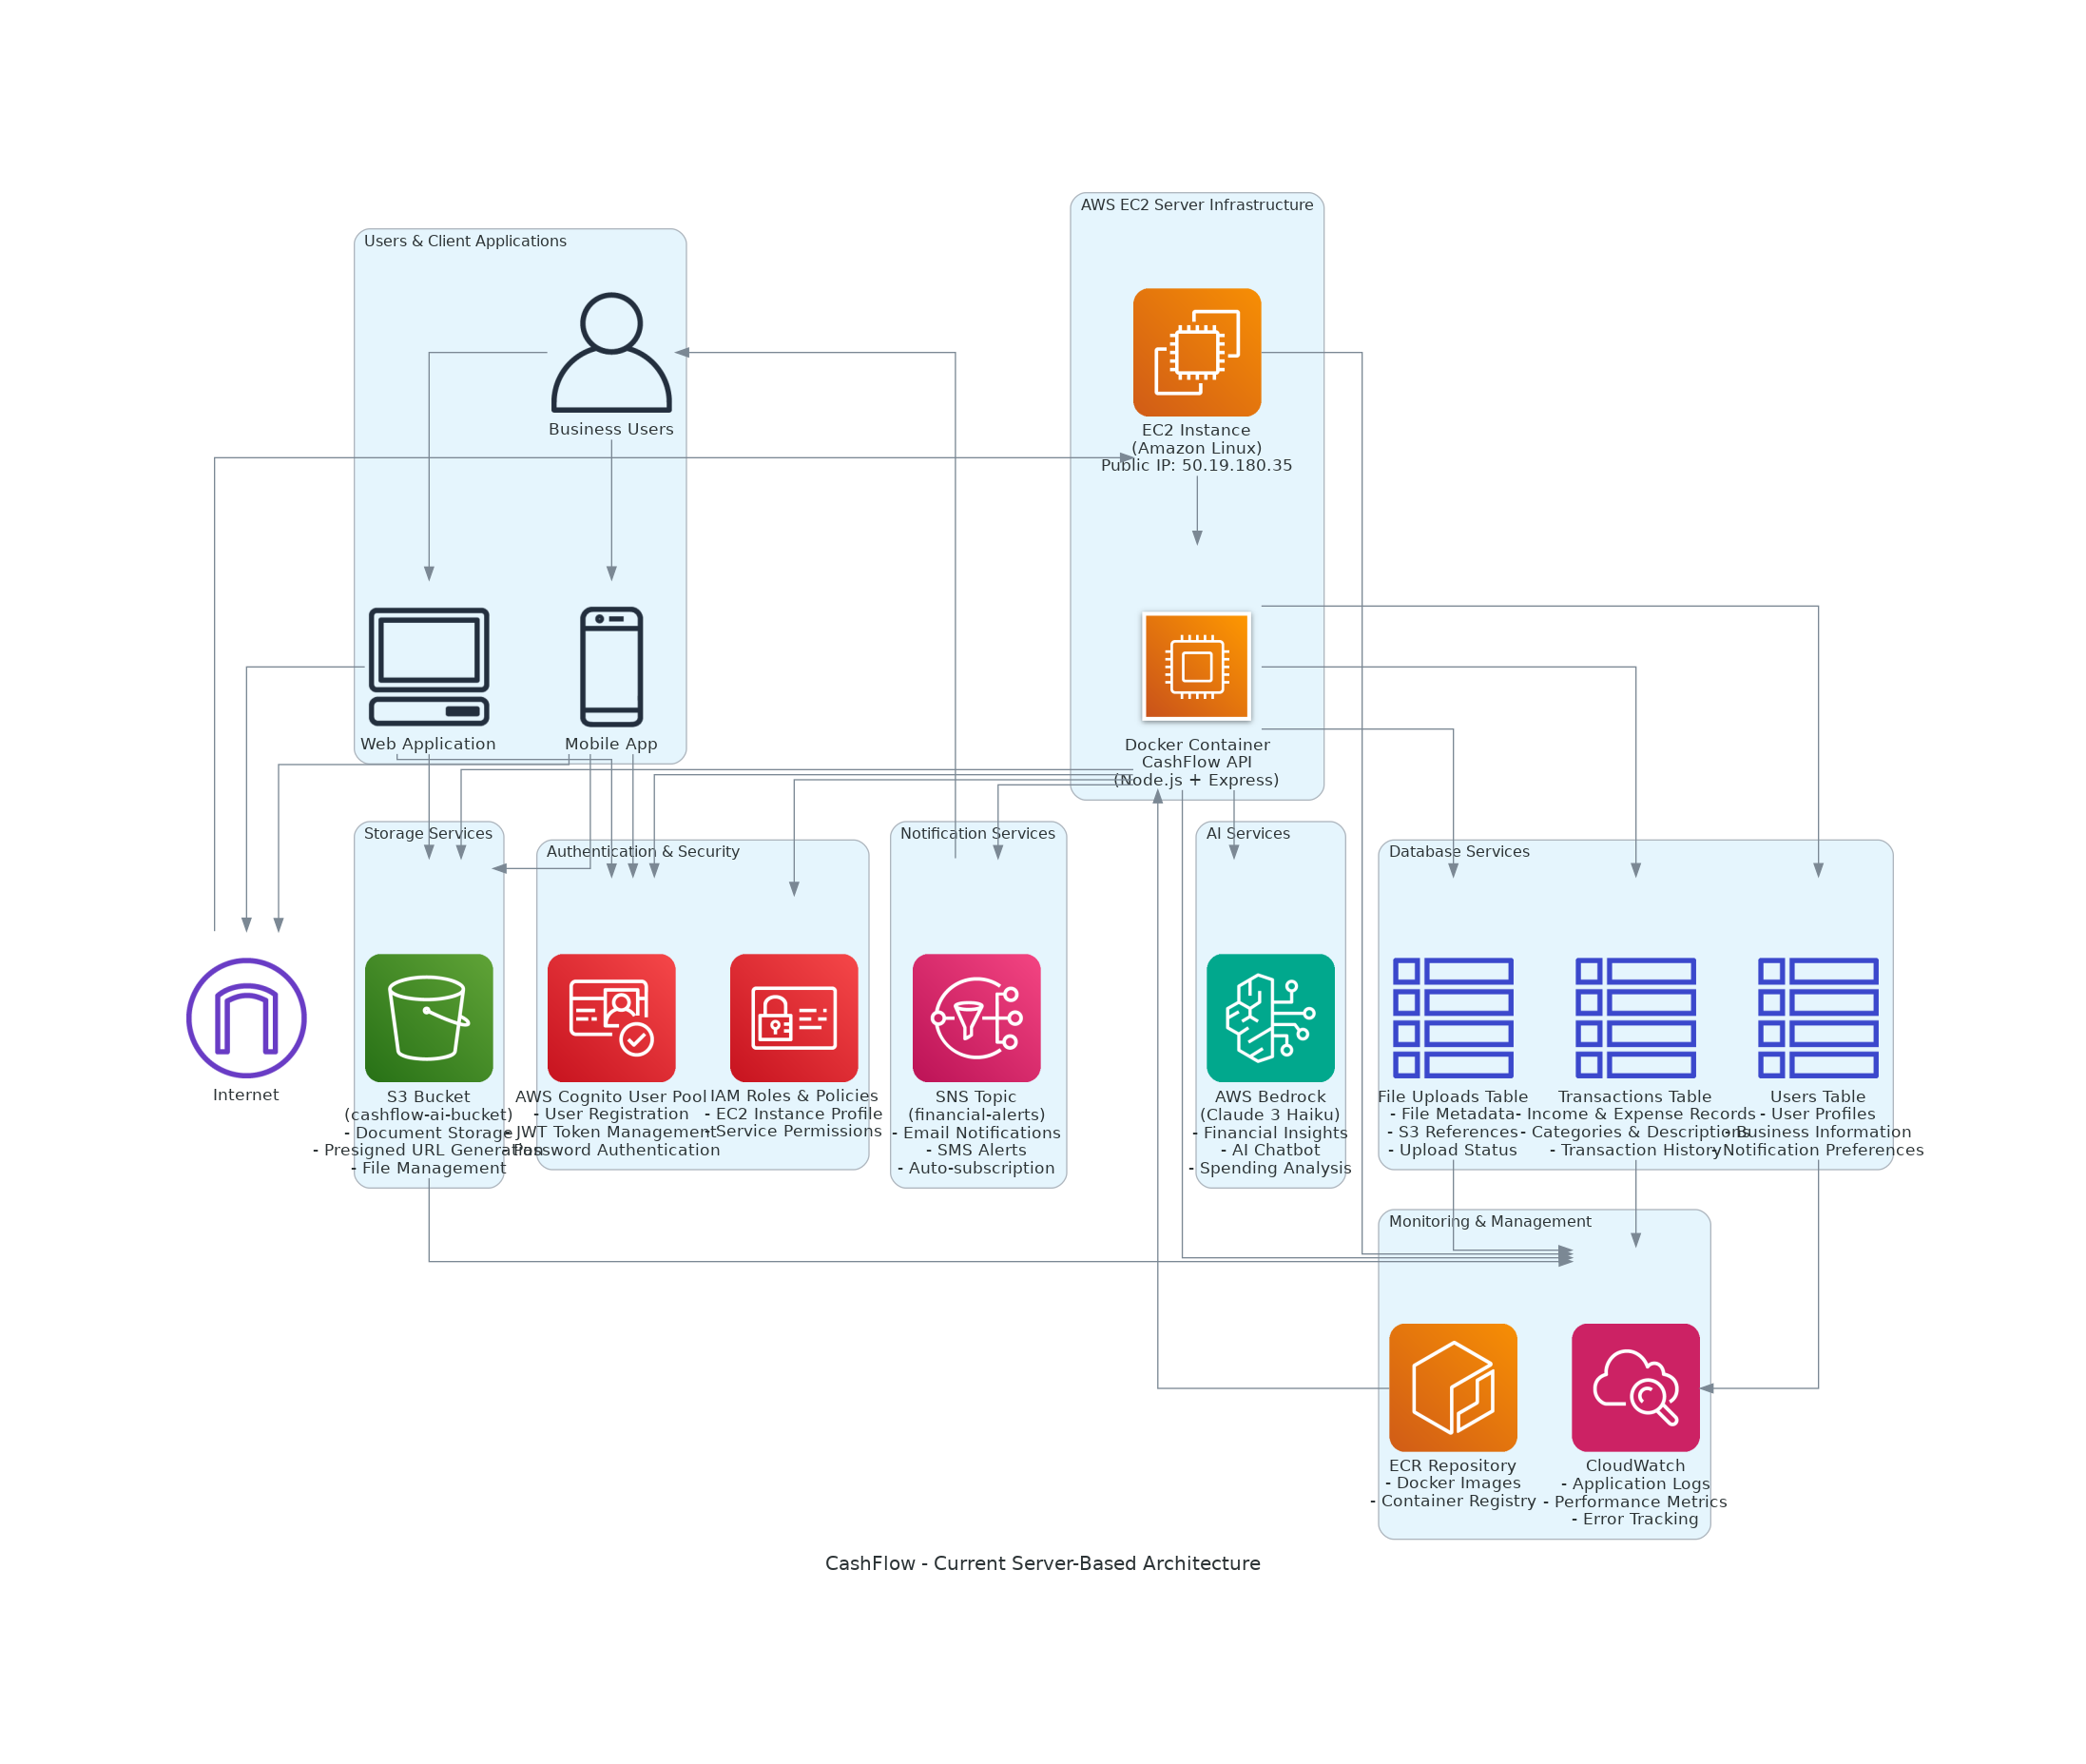 AWS EC2 Server Infrastructure
Users & Client Applications
Business Users
EC2 Instance
(Amazon Linux)
Public IP: 50.19.180.35
Web Application
Mobile App
Docker Container
CashFlow API
(Node.js + Express)
Storage Services
Authentication & Security
Notification Services
AI Services
Database Services
Internet
S3 Bucket
(cashflow-ai-bucket)
- Document Storage
- Presigned URL Generation
- File Management
AWS Cognito User Pool
- User Registration
- JWT Token Management
- Password Authentication
IAM Roles & Policies
- EC2 Instance Profile
- Service Permissions
SNS Topic
(financial-alerts)
- Email Notifications
- SMS Alerts
- Auto-subscription
AWS Bedrock
(Claude 3 Haiku)
- Financial Insights
- AI Chatbot
- Spending Analysis
File Uploads Table
- File Metadata
- S3 References
- Upload Status
Transactions Table
- Income & Expense Records
- Categories & Descriptions
- Transaction History
Users Table
- User Profiles
- Business Information
- Notification Preferences
Monitoring & Management
ECR Repository
- Docker Images
- Container Registry
CloudWatch
- Application Logs
- Performance Metrics
- Error Tracking
CashFlow - Current Server-Based Architecture